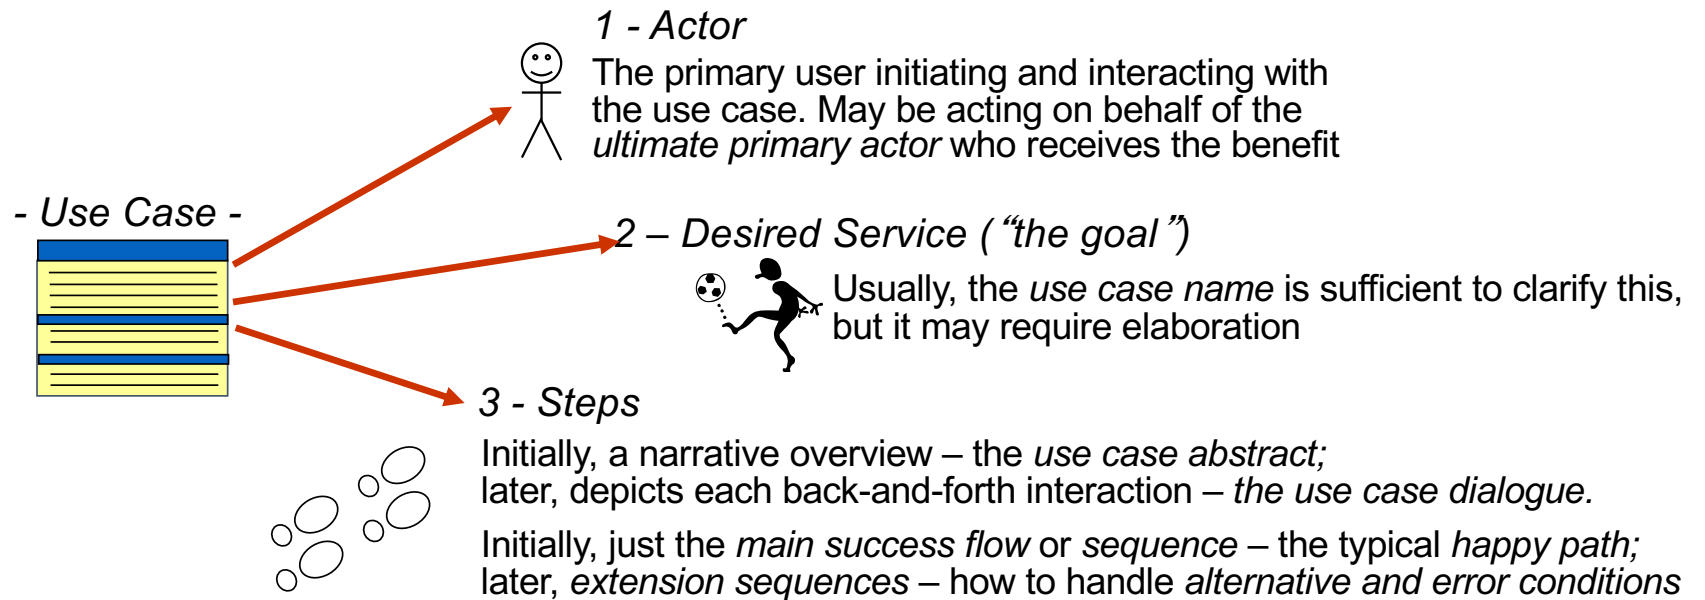 1 - Actor
The primary user initiating and interacting with
the use case. May be acting on behalf of the
ultimate primary actor who receives the benefit
- Use Case -
2 – Desired Service (“the goal”)
Usually, the use case name is sufficient to clarify this,
but it may require elaboration
3 - Steps
Initially, a narrative overview – the use case abstract;
later, depicts each back-and-forth interaction – the use case dialogue.
Initially, just the main success flow or sequence – the typical happy path;
later, extension sequences – how to handle alternative and error conditions